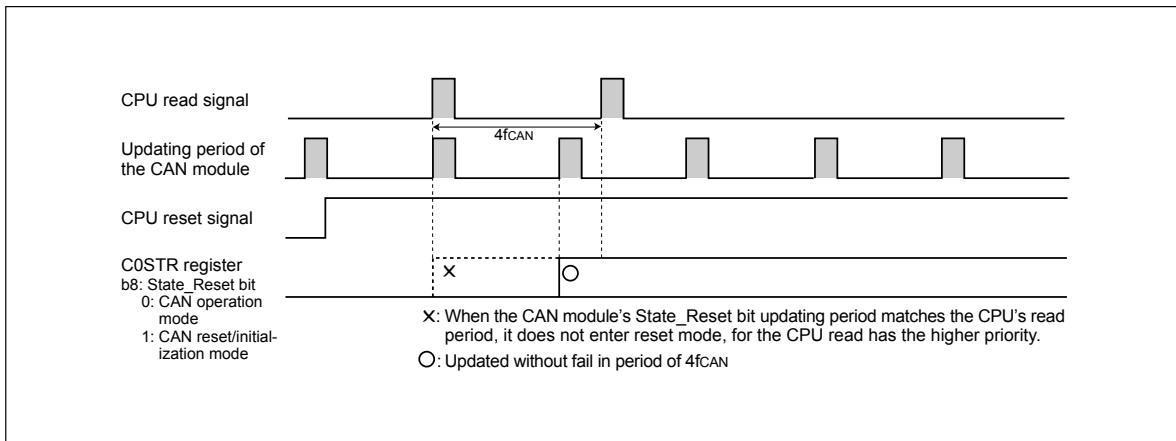 CPU read signal
4fCAN
Updating period of
the CAN module
CPU reset signal
C0STR register
b8: State_Reset bit
0: CAN operation
mode
1: CAN reset/initial-
ization mode
×: When the CAN module's State_Reset bit updating period matches the CPU's read
period, it does not enter reset mode, for the CPU read has the higher priority.
○: Updated without fail in period of 4fCAN